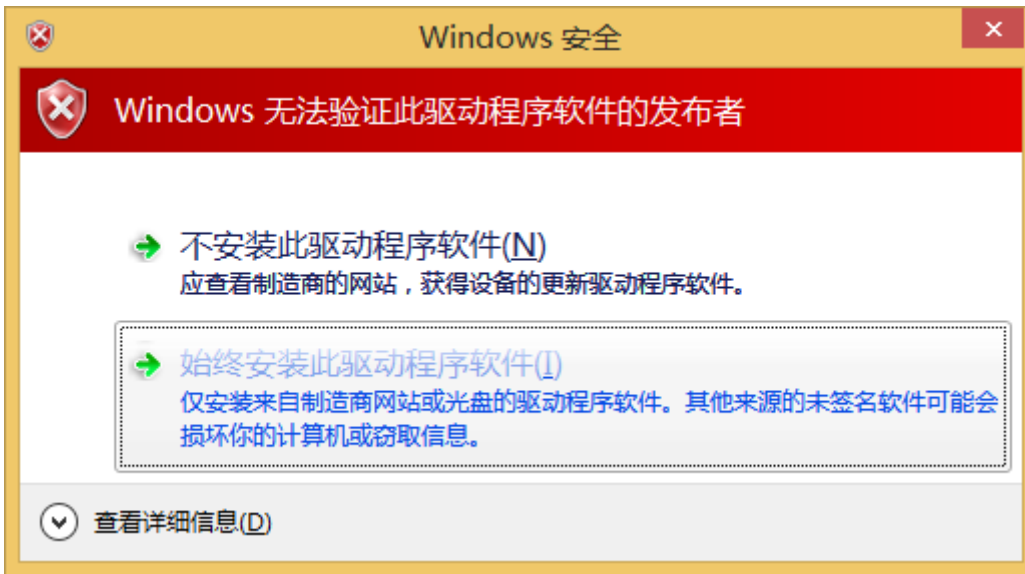 Windows 安全
Windows 无法验证此驱动程序软件的发布者
不安装此驱动程序软件(N)
应查看制造商的网站，获得设备的更新驱动程序软件。
始终安装此驱动程序软件(I)
仅安装来自制造商网站或光盘的驱动程序软件。其他来源的未签名软件可能会
损坏你的计算机或窃取信息。
查看详细信息(D)